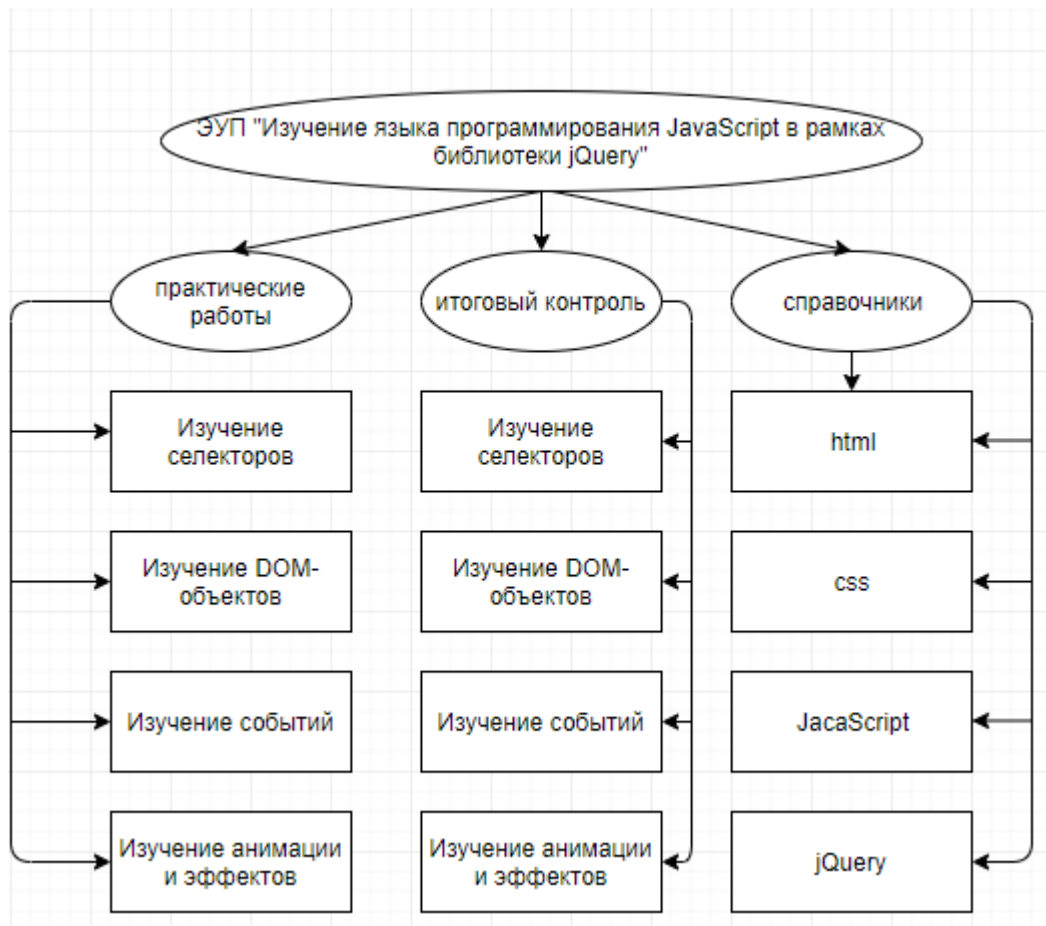 ЭУП "Изучение языка программирования JavaScript в рамках
библиотеки jQuery"
практические
работы
итоговый контроль
справочники
Изучение
селекторов
Изучение
селекторов
html
Изучение DOM-
объектов
Изучение DOM-
объектов
css
Изучение событий
Изучение событий
JacaScript
Изучение анимации
и эффектов
Изучение анимации
и эффектов
jQuery